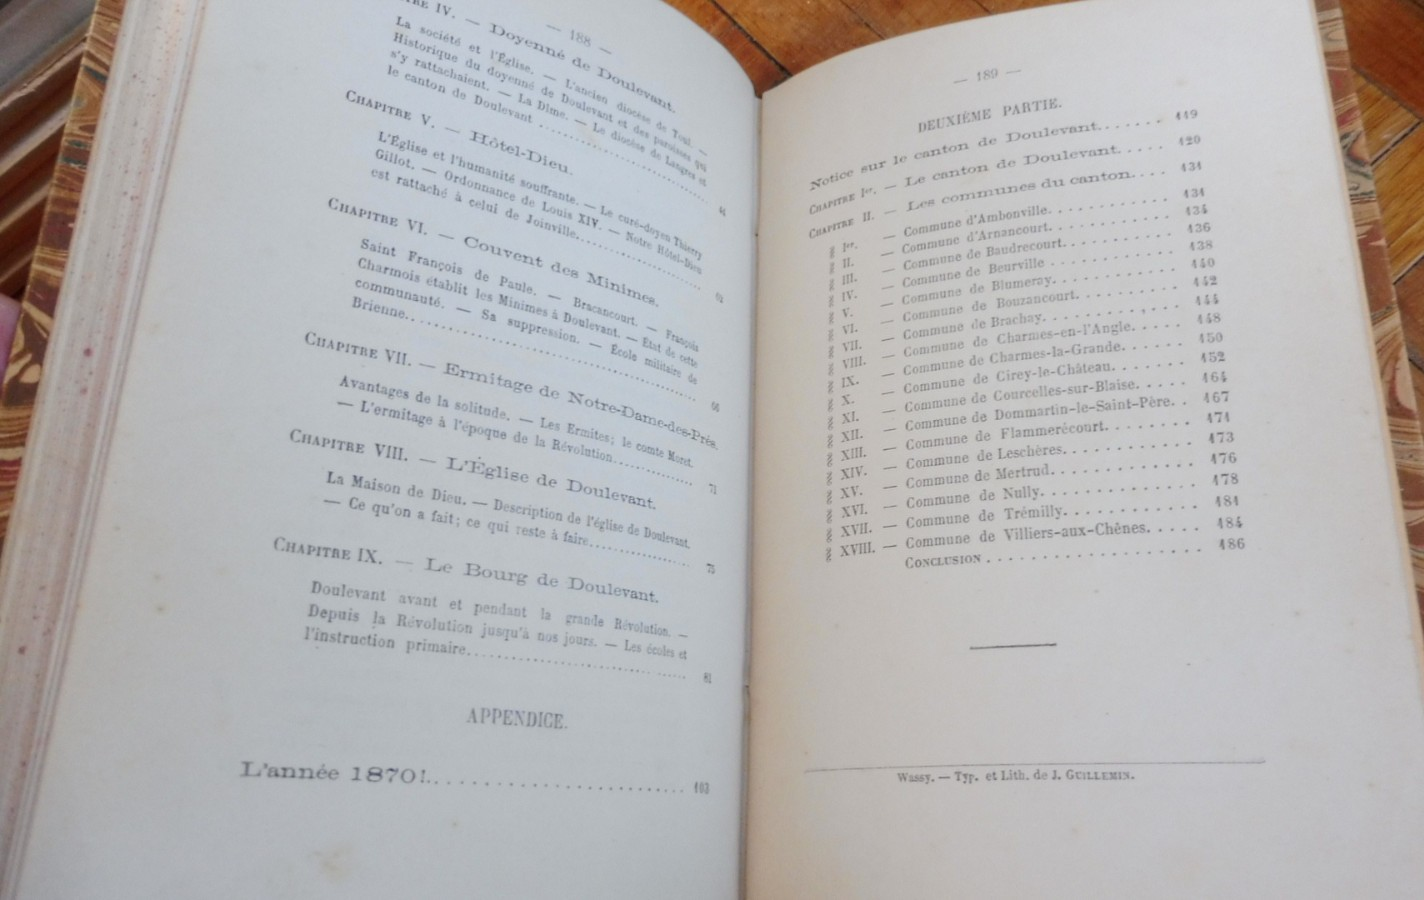 — 188 —
IV. — Doyenné de Doulevant.
La société et l'Église. — L'ancien diocèse de Toul. —
Historique du doyenné de Doulevant et des paroisses qui
s'y rattachaient. — La Dîme. — Le diocèse de Langres et
le canton de Doulevant ........
CHAPITRE V. — Hôtel-Dieu.
L'Église et l'humanité souffrante. — Le curé-doyen Thierry
Gillot. — Ordonnance de Louis XIV. — Notre Hôtel-Dieu
est rattaché à celui de Joinville........
CHAPITRE VI. — Couvent des Minimes.
Saint François de Paule. — Bracancourt. — François
Charmois établit les Minimes à Doulevant. — Etat de cette
communauté. — Sa suppression. — École militaire de
Brienne........ 66
CHAPITRE VII. — Ermitage de Notre-Dame-des-Prés.
Avantages de la solitude. — Les Ermites; le comte Moret.
— L'ermitage à l'époque de la Révolution........ 71
CHAPITRE VIII. — L'Église de Doulevant.
La Maison de Dieu. — Description de l'église de Doulevant.
— Ce qu'on a fait; ce qui reste à faire........ 75
CHAPITRE IX. — Le Bourg de Doulevant.
Doulevant avant et pendant la grande Révolution. —
Depuis la Révolution jusqu'à nos jours. — Les écoles et
l'instruction primaire........ 81
APPENDICE.
L'année 1870!........ 103
— 189 —
DEUXIÈME PARTIE.
Notice sur le canton de Doulevant........ 119
CHAPITRE Ier. — Le canton de Doulevant..... 120
CHAPITRE II. — Les communes du canton.... 131
§ Ier. — Commune d'Ambonville........ 131
§ II. — Commune d'Arnancourt........ 134
§ III. — Commune de Baudrecourt........ 136
§ IV. — Commune de Beurville ........ 138
§ V. — Commune de Blumeray........ 140
§ VI. — Commune de Bouzancourt........ 142
§ VII. — Commune de Brachay........ 144
§ VIII. — Commune de Charmes-en-l'Angle..... 148
§ IX. — Commune de Charmes-la-Grande...... 150
§ X. — Commune de Cirey-le-Château....... 152
§ XI. — Commune de Courcelles-sur-Blaise..... 164
§ XII. — Commune de Dommartin-le-Saint-Père. . 167
§ XIII. — Commune de Flammerécourt........ 171
§ XIV. — Commune de Leschères........ 173
§ XV. — Commune de Mertrud........ 176
§ XVI. — Commune de Nully........ 178
§ XVII. — Commune de Trémilly........ 181
§ XVIII. — Commune de Villiers-aux-Chênes..... 184
CONCLUSION ........ 186
Wassy. — Typ. et Lith. de J. GUILLEMIN.